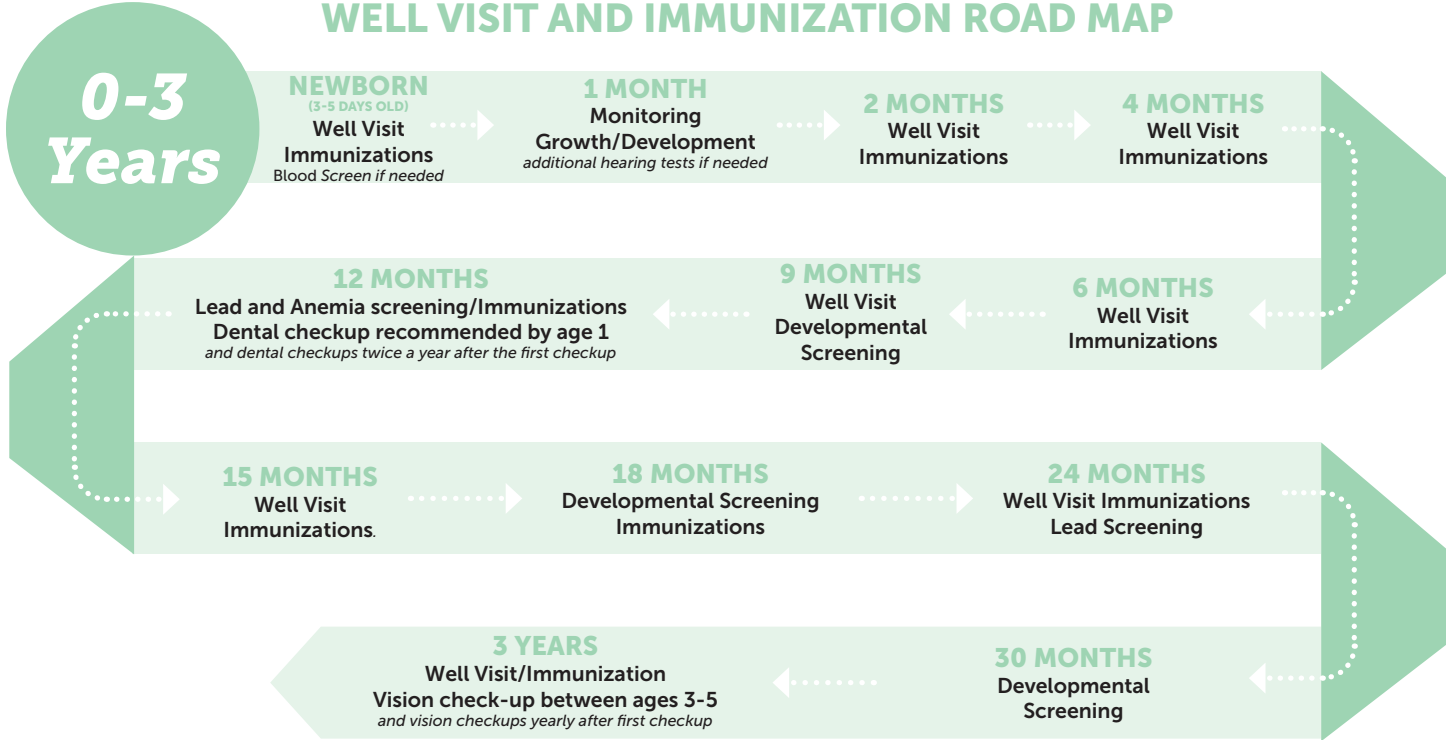 WELL VISIT AND IMMUNIZATION ROAD MAP
0-3
Years
NEWBORN
(3-5 DAYS OLD)
Well Visit
Immunizations
Blood Screen if needed
1 MONTH
Monitoring
Growth/Development
additional hearing tests if needed
2 MONTHS
Well Visit
Immunizations
4 MONTHS
Well Visit
Immunizations
6 MONTHS
Well Visit
Immunizations
9 MONTHS
Well Visit
Developmental
Screening
12 MONTHS
Lead and Anemia screening/Immunizations
Dental checkup recommended by age 1
and dental checkups twice a year after the first checkup
15 MONTHS
Well Visit
Immunizations.
18 MONTHS
Developmental Screening
Immunizations
24 MONTHS
Well Visit Immunizations
Lead Screening
30 MONTHS
Developmental
Screening
3 YEARS
Well Visit/Immunization
Vision check-up between ages 3-5
and vision checkups yearly after first checkup